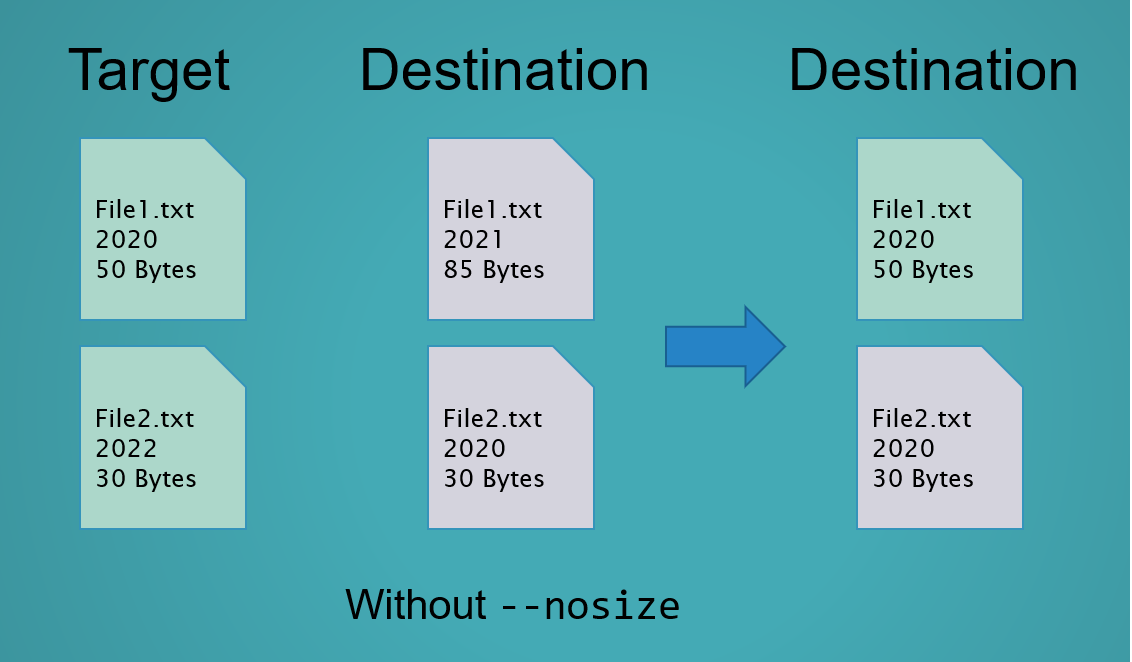 Target
Destination
Destination
File1.txt
2020
50 Bytes
File1.txt
2021
85 Bytes
File1.txt
2020
50 Bytes
File2.txt
2022
30 Bytes
File2.txt
2020
30 Bytes
File2.txt
2020
30 Bytes
Without --nosize